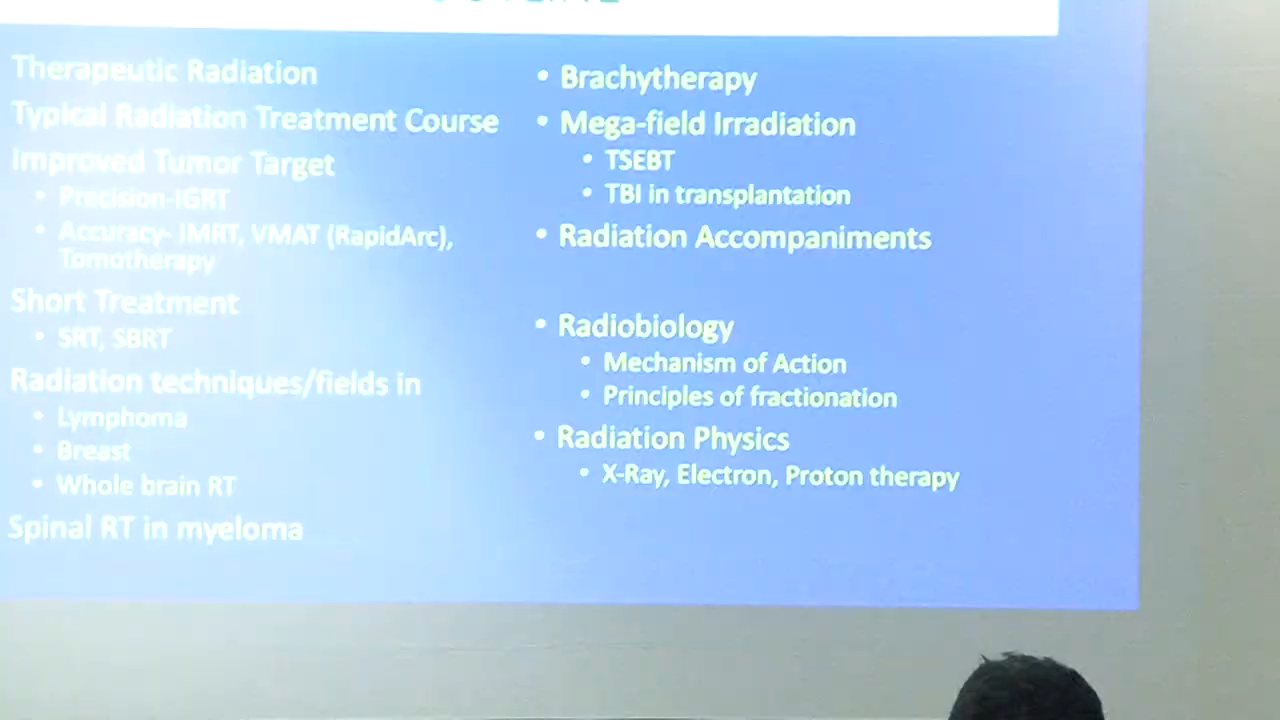 Therapeutic Radiation
Typical Radiation Treatment Course
Improved Tumor Target
• Precision-IGRT
• Accuracy- IMRT, VMAT (RapidArc),
Tomotherapy
Short Treatment
• SRT, SBRT
Radiation techniques/fields in
• Lymphoma
• Breast
• Whole brain RT
Spinal RT in myeloma
• Brachytherapy
• Mega-field Irradiation
• TSEBT
• TBI in transplantation
• Radiation Accompaniments
• Radiobiology
• Mechanism of Action
• Principles of fractionation
• Radiation Physics
• X-Ray, Electron, Proton therapy